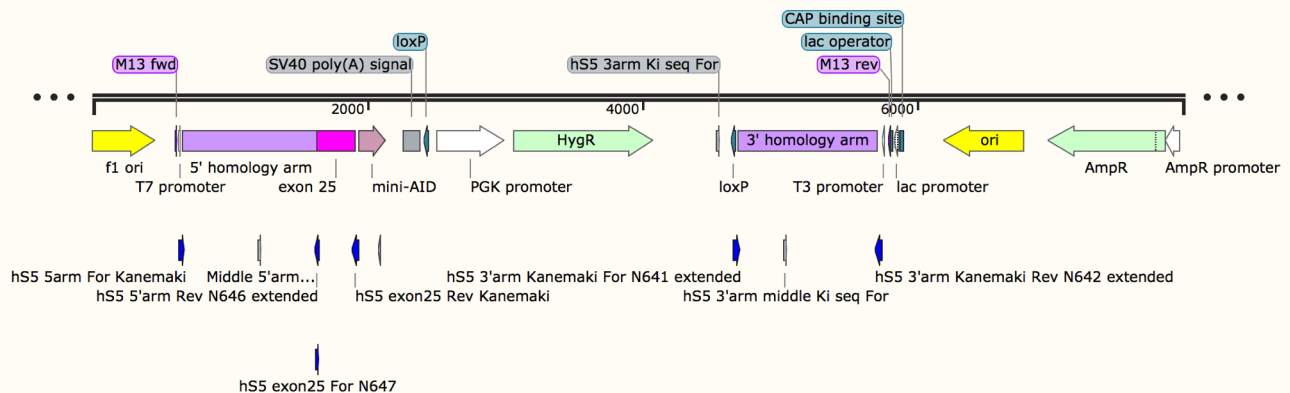 CAP binding site
loxP
lac operator
M13 fwd
SV40 poly(A) signal
hS5 3arm Ki seq For
M13 rev
2000
4000
6000
HygR
3' homology arm
ori
f1 ori
5' homology arm
AmpR
AmpR promoter
T7 promoter
exon 25
mini-AID
PGK promoter
loxP
T3 promoter
lac promoter
hS5 5arm For Kanemaki
Middle 5'arm...
hS5 3'arm Kanemaki For N641 extended
hS5 3'arm Kanemaki Rev N642 extended
hS5 5'arm Rev N646 extended
hS5 exon25 Rev Kanemaki
hS5 3'arm middle Ki seq For
hS5 exon25 For N647